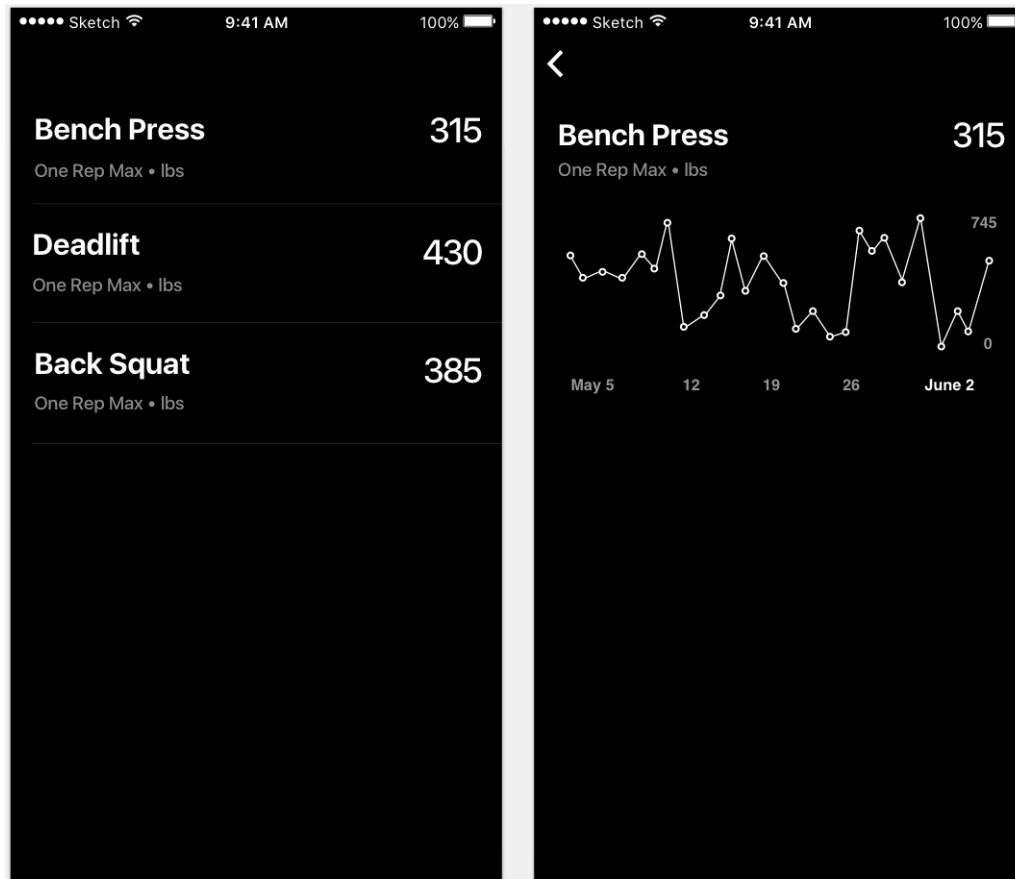 Sketch 9:41 AM 100%
Bench Press 315
One Rep Max • lbs
Deadlift 430
One Rep Max • lbs
Back Squat 385
One Rep Max • lbs
Sketch 9:41 AM 100%
Bench Press 315
One Rep Max • lbs
745
0
May 5 12 19 26 June 2